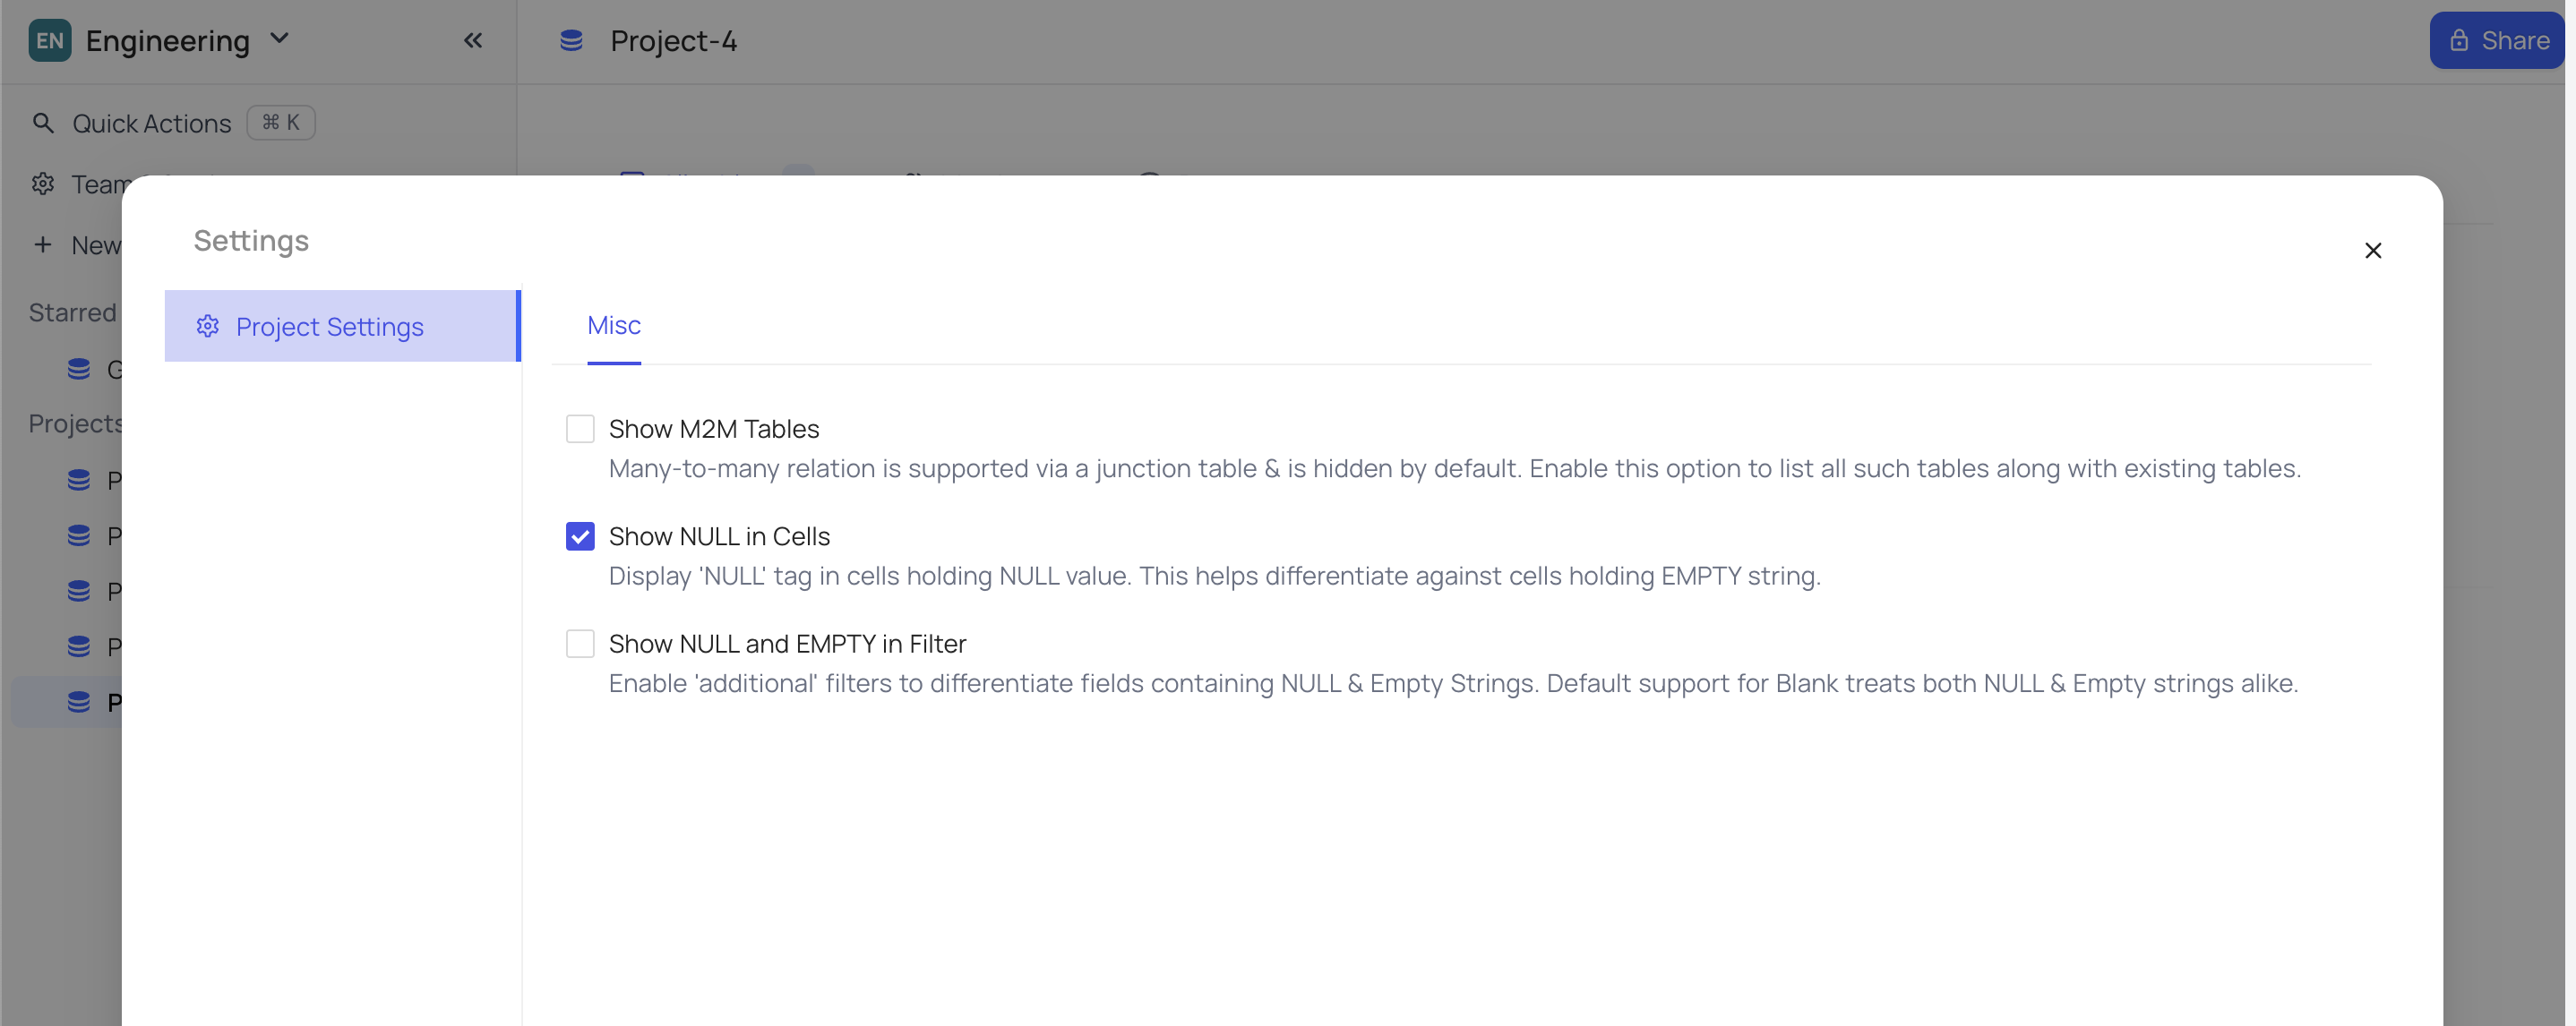 EN Engineering
Project-4
Share
Quick Actions ⌘ K
Team
New
Starred
Projects
Settings
Project Settings
Misc
Show M2M Tables
Many-to-many relation is supported via a junction table & is hidden by default. Enable this option to list all such tables along with existing tables.
Show NULL in Cells
Display 'NULL' tag in cells holding NULL value. This helps differentiate against cells holding EMPTY string.
Show NULL and EMPTY in Filter
Enable 'additional' filters to differentiate fields containing NULL & Empty Strings. Default support for Blank treats both NULL & Empty strings alike.